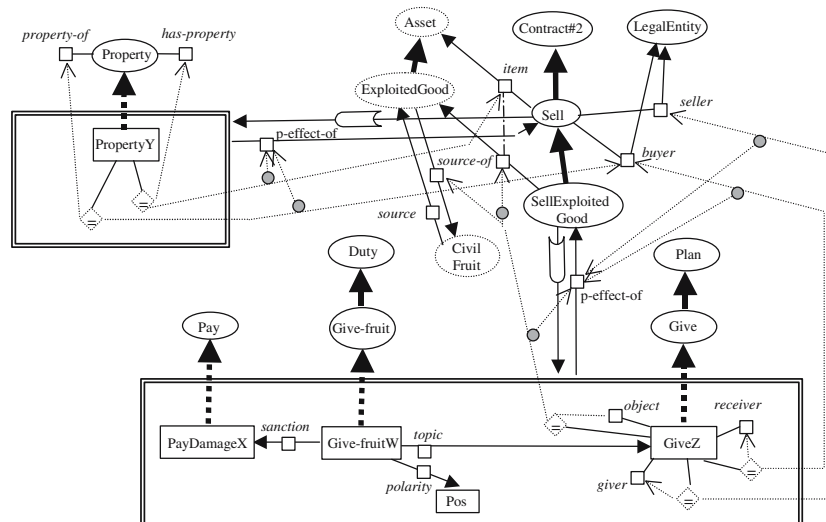 property-of
has-property
Property
Asset
Contract#2
LegalEntity
ExploitedGood
item
Sell
seller
PropertyY
p-effect-of
buyer
source-of
SellExploited
Good
source
Civil
Fruit
=
=
Duty
Plan
p-effect-of
Pay
Give-fruit
Give
object
receiver
sanction
topic
=
PayDamageX
Give-fruitW
GiveZ
polarity
giver
=
=
Pos